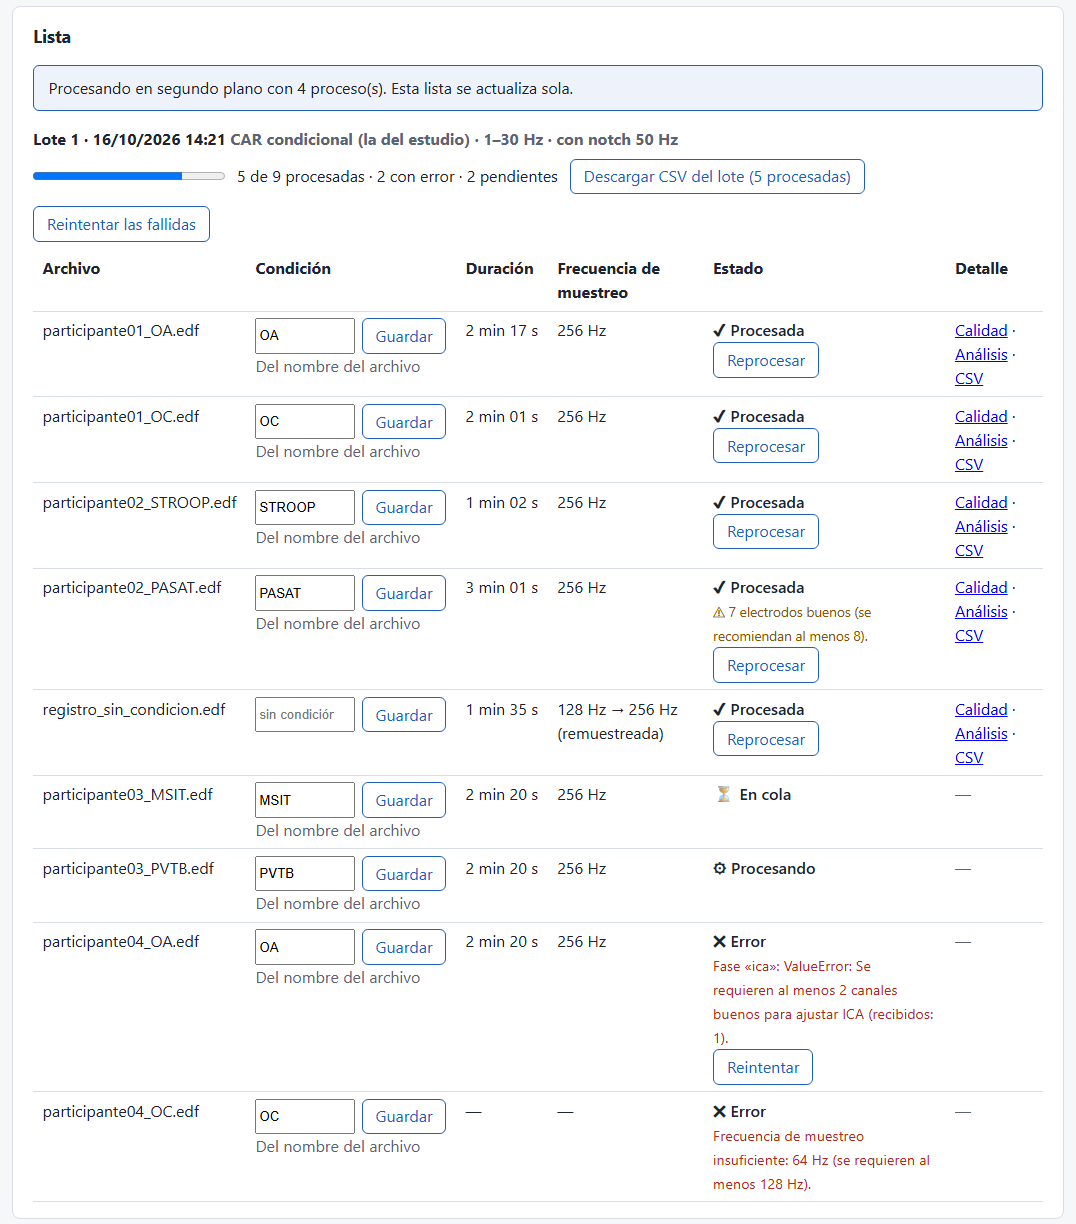 Lista
Procesando en segundo plano con 4 proceso(s). Esta lista se actualiza sola.
Lote 1 · 16/10/2026 14:21 CAR condicional (la del estudio) · 1–30 Hz · con notch 50 Hz
5 de 9 procesadas · 2 con error · 2 pendientes
Descargar CSV del lote (5 procesadas)
Reintentar las fallidas
Archivo Condición Duración Frecuencia de muestreo Estado Detalle
participante01_OA.edf OA Guardar 2 min 17 s 256 Hz ✔ Procesada Calidad ·
Análisis ·
Del nombre del archivo Reprocesar CSV
participante01_OC.edf OC Guardar 2 min 01 s 256 Hz ✔ Procesada Calidad ·
Análisis ·
Del nombre del archivo Reprocesar CSV
participante02_STROOP.edf STROOP Guardar 1 min 02 s 256 Hz ✔ Procesada Calidad ·
Análisis ·
Del nombre del archivo Reprocesar CSV
participante02_PASAT.edf PASAT Guardar 3 min 01 s 256 Hz ✔ Procesada Calidad ·
⚠ 7 electrodos buenos (se Análisis ·
Del nombre del archivo recomiendan al menos 8). CSV
Reprocesar
registro_sin_condicion.edf sin condiciór Guardar 1 min 35 s 128 Hz → 256 Hz ✔ Procesada Calidad ·
(remuestreada) Reprocesar Análisis ·
CSV
participante03_MSIT.edf MSIT Guardar 2 min 20 s 256 Hz ⏳ En cola —
Del nombre del archivo
participante03_PVTB.edf PVTB Guardar 2 min 20 s 256 Hz ⚙ Procesando —
Del nombre del archivo
participante04_OA.edf OA Guardar 2 min 20 s 256 Hz ✖ Error —
Del nombre del archivo
Fase «ica»: ValueError: Se
requieren al menos 2 canales
buenos para ajustar ICA (recibidos:
1).
Reintentar
participante04_OC.edf OC Guardar — — ✖ Error —
Del nombre del archivo
Frecuencia de muestreo
insuficiente: 64 Hz (se requieren al
menos 128 Hz).